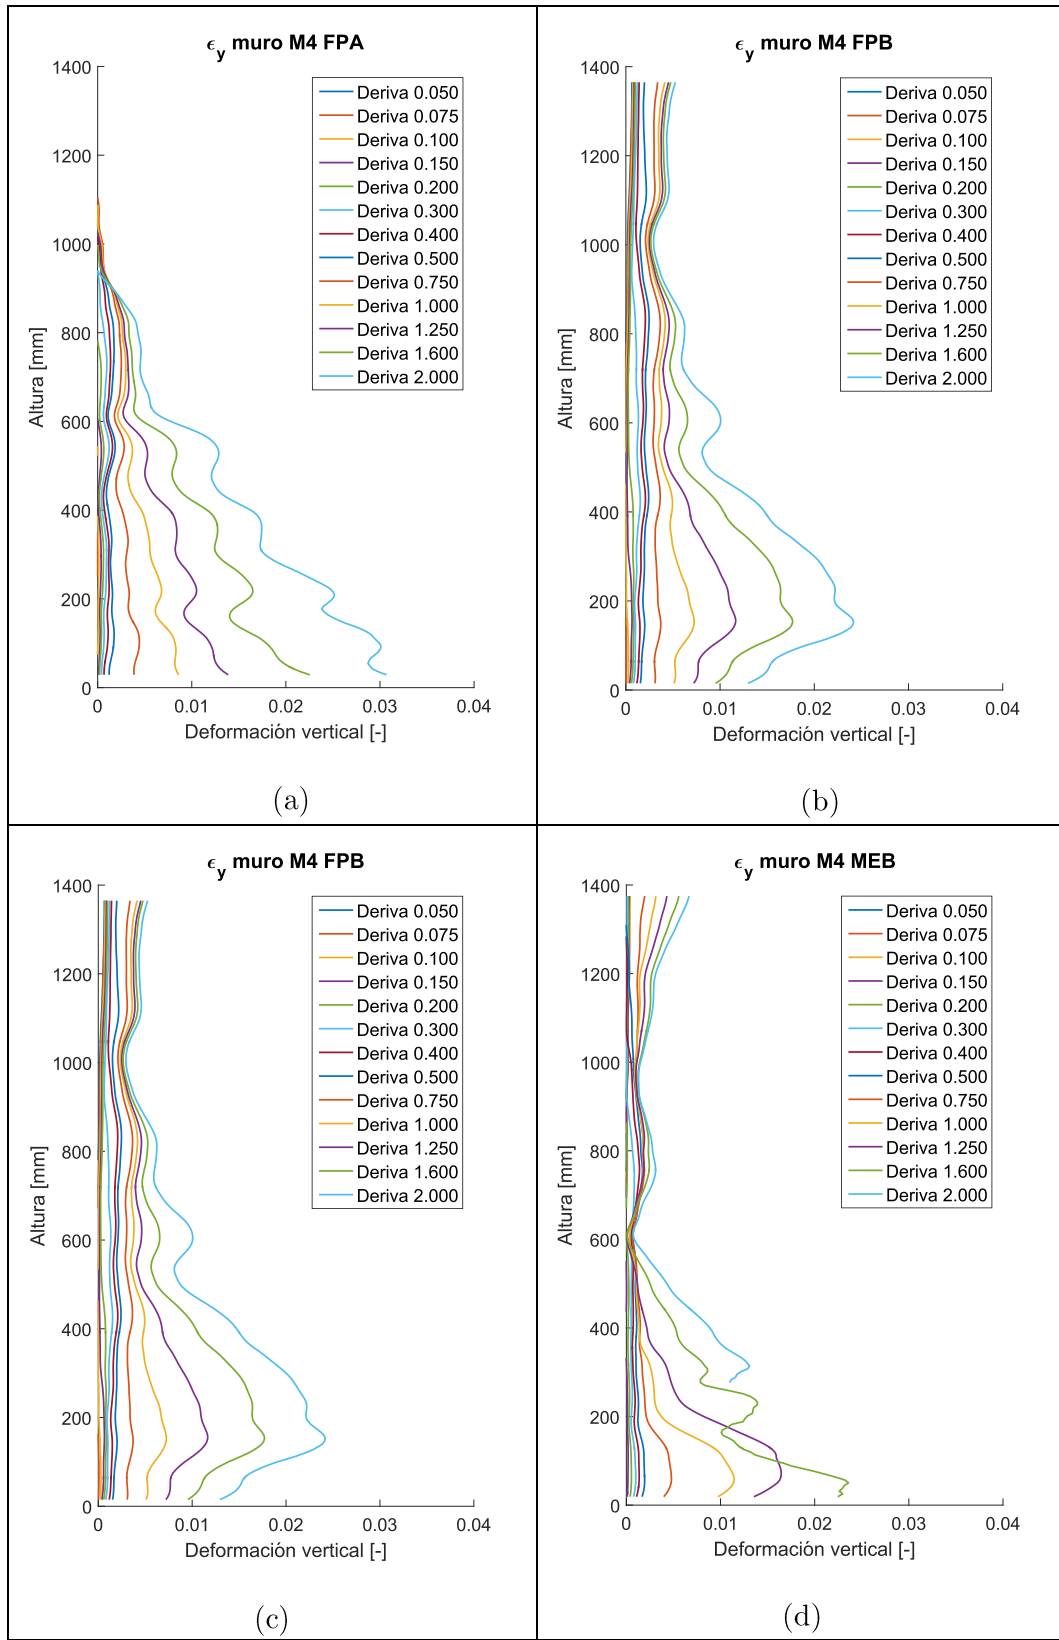 ϵy muro M4 FPA
1400
1200
1000
800
600
400
200
0
Altura [mm]
Deriva 0.050
Deriva 0.075
Deriva 0.100
Deriva 0.150
Deriva 0.200
Deriva 0.300
Deriva 0.400
Deriva 0.500
Deriva 0.750
Deriva 1.000
Deriva 1.250
Deriva 1.600
Deriva 2.000
0 0.01 0.02 0.03 0.04
Deformación vertical [-]
(a)
ϵy muro M4 FPB
1400
1200
1000
800
600
400
200
0
Altura [mm]
Deriva 0.050
Deriva 0.075
Deriva 0.100
Deriva 0.150
Deriva 0.200
Deriva 0.300
Deriva 0.400
Deriva 0.500
Deriva 0.750
Deriva 1.000
Deriva 1.250
Deriva 1.600
Deriva 2.000
0 0.01 0.02 0.03 0.04
Deformación vertical [-]
(b)
ϵy muro M4 FPB
1400
1200
1000
800
600
400
200
0
Altura [mm]
Deriva 0.050
Deriva 0.075
Deriva 0.100
Deriva 0.150
Deriva 0.200
Deriva 0.300
Deriva 0.400
Deriva 0.500
Deriva 0.750
Deriva 1.000
Deriva 1.250
Deriva 1.600
Deriva 2.000
0 0.01 0.02 0.03 0.04
Deformación vertical [-]
(c)
ϵy muro M4 MEB
1400
1200
1000
800
600
400
200
0
Altura [mm]
Deriva 0.050
Deriva 0.075
Deriva 0.100
Deriva 0.150
Deriva 0.200
Deriva 0.300
Deriva 0.400
Deriva 0.500
Deriva 0.750
Deriva 1.000
Deriva 1.250
Deriva 1.600
Deriva 2.000
0 0.01 0.02 0.03 0.04
Deformación vertical [-]
(d)